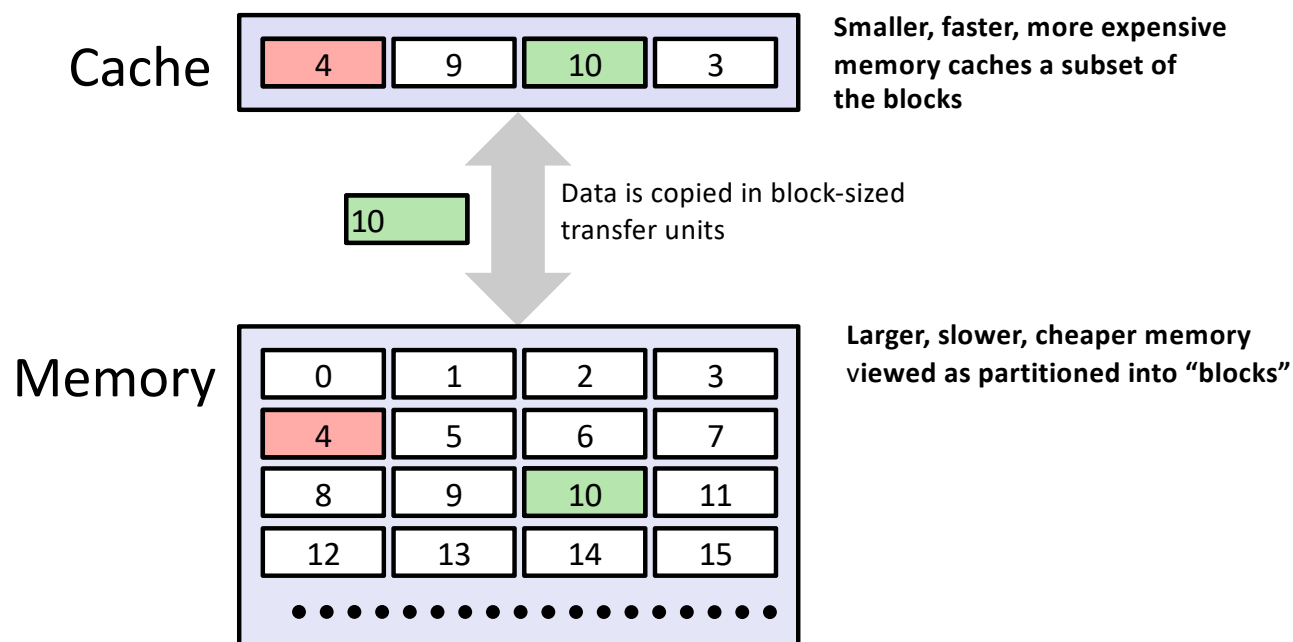 Cache
4 9 10 3
Smaller, faster, more expensive
memory caches a subset of
the blocks
10
Data is copied in block-sized
transfer units
Memory
0 1 2 3
4 5 6 7
8 9 10 11
12 13 14 15
Larger, slower, cheaper memory
viewed as partitioned into “blocks”